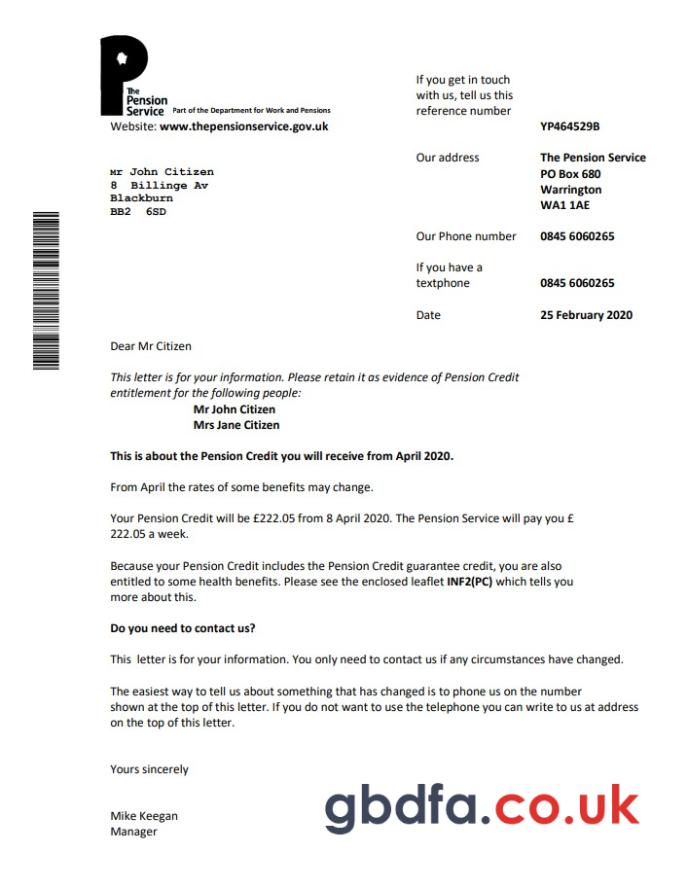 The
Pension
Service Part of the Department for Work and Pensions
Website: www.thepensionservice.gov.uk
If you get in touch
with us, tell us this
reference number
YP464529B
Our address The Pension Service
PO Box 680
Warrington
WA1 1AE
Mr John Citizen
8 Billinge Av
Blackburn
BB2 6SD
Our Phone number 0845 6060265
If you have a
textphone 0845 6060265
Date 25 February 2020
Dear Mr Citizen
This letter is for your information. Please retain it as evidence of Pension Credit
entitlement for the following people:
Mr John Citizen
Mrs Jane Citizen
This is about the Pension Credit you will receive from April 2020.
From April the rates of some benefits may change.
Your Pension Credit will be £222.05 from 8 April 2020. The Pension Service will pay you £
222.05 a week.
Because your Pension Credit includes the Pension Credit guarantee credit, you are also
entitled to some health benefits. Please see the enclosed leaflet INF2(PC) which tells you
more about this.
Do you need to contact us?
This letter is for your information. You only need to contact us if any circumstances have changed.
The easiest way to tell us about something that has changed is to phone us on the number
shown at the top of this letter. If you do not want to use the telephone you can write to us at address
on the top of this letter.
Yours sincerely
Mike Keegan
Manager
gbdfa.co.uk